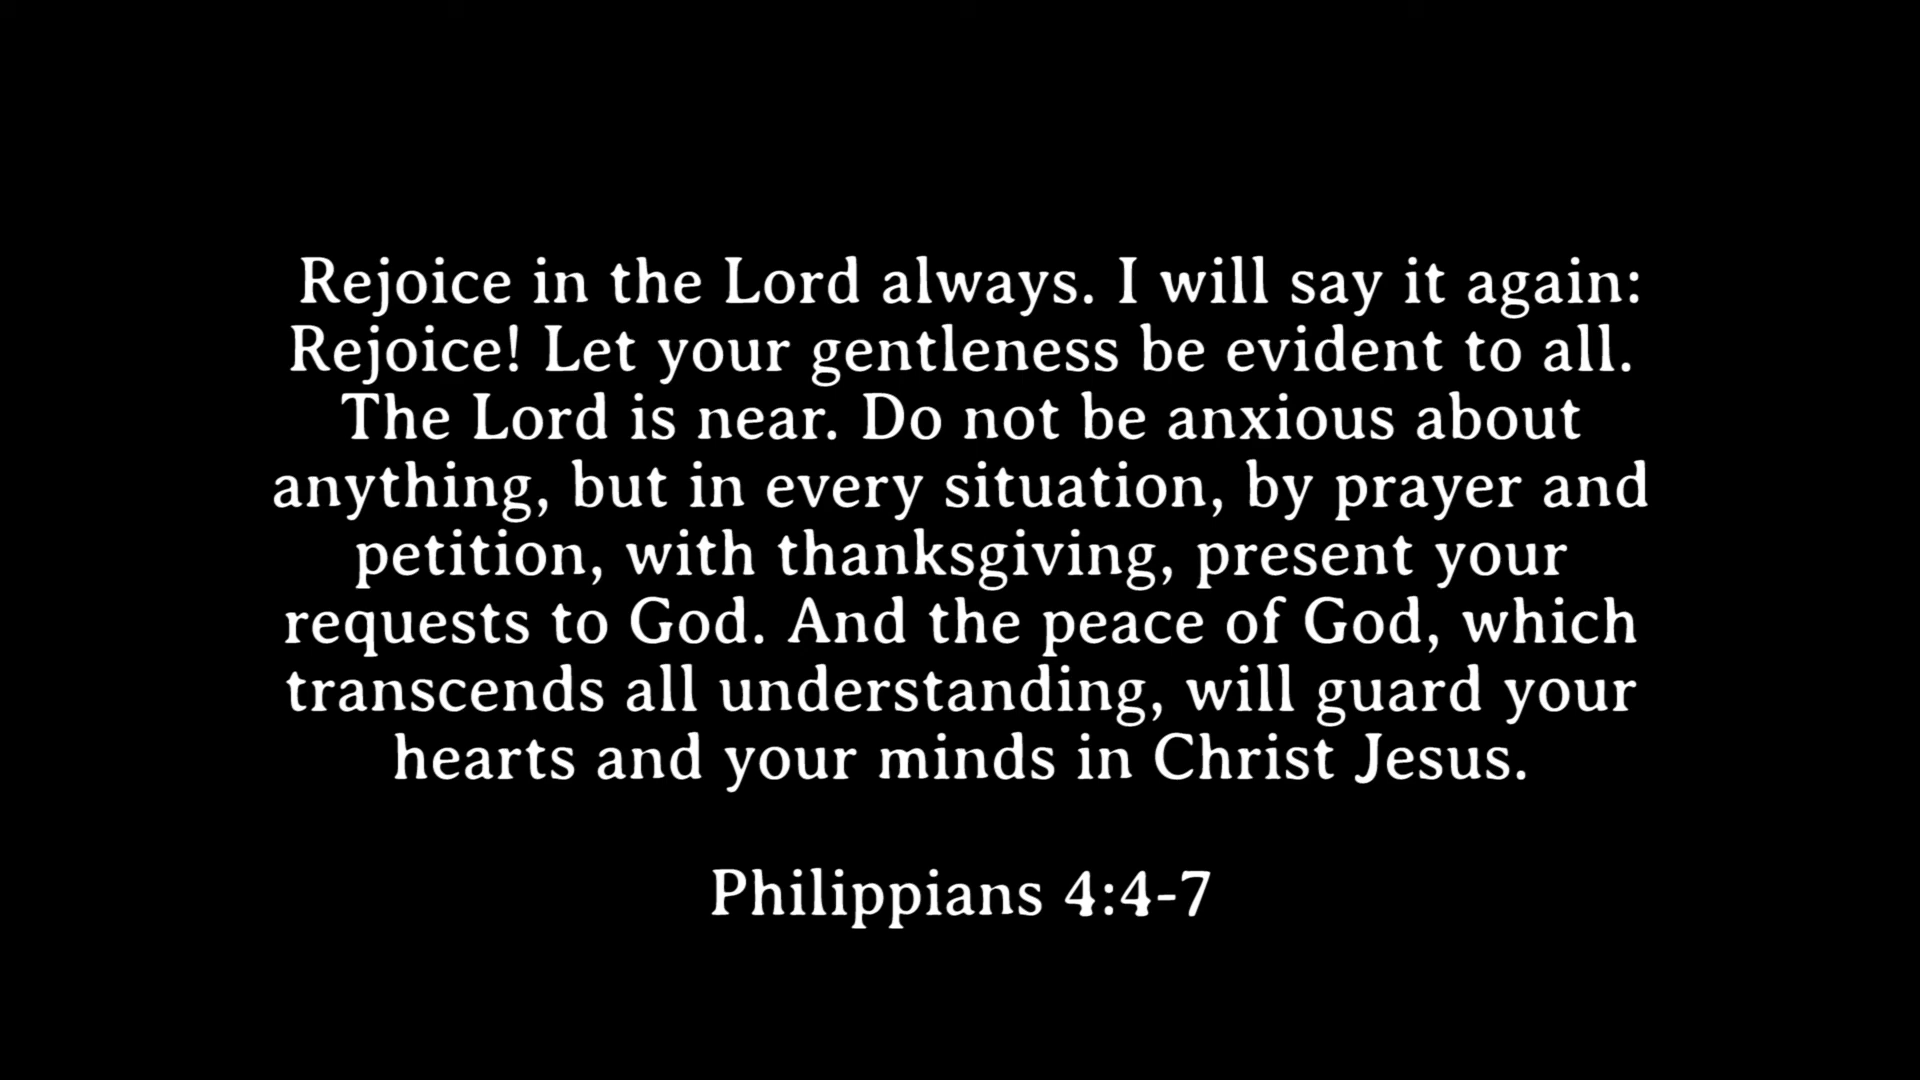 Rejoice in the Lord always. I will say it again:
Rejoice! Let your gentleness be evident to all.
The Lord is near. Do not be anxious about
anything, but in every situation, by prayer and
petition, with thanksgiving, present your
requests to God. And the peace of God, which
transcends all understanding, will guard your
hearts and your minds in Christ Jesus.
Philippians 4:4-7